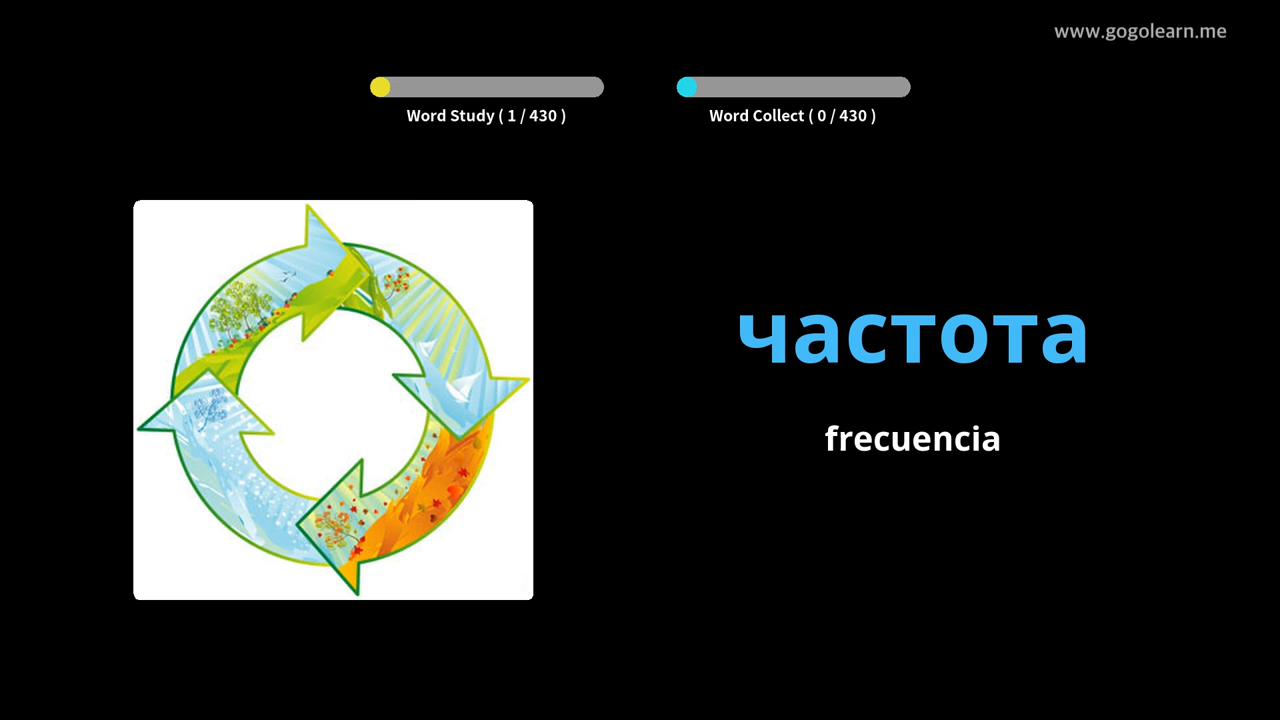 www.gogolearn.me
Word Study ( 1 / 430 )
Word Collect ( 0 / 430 )
частота
frecuencia